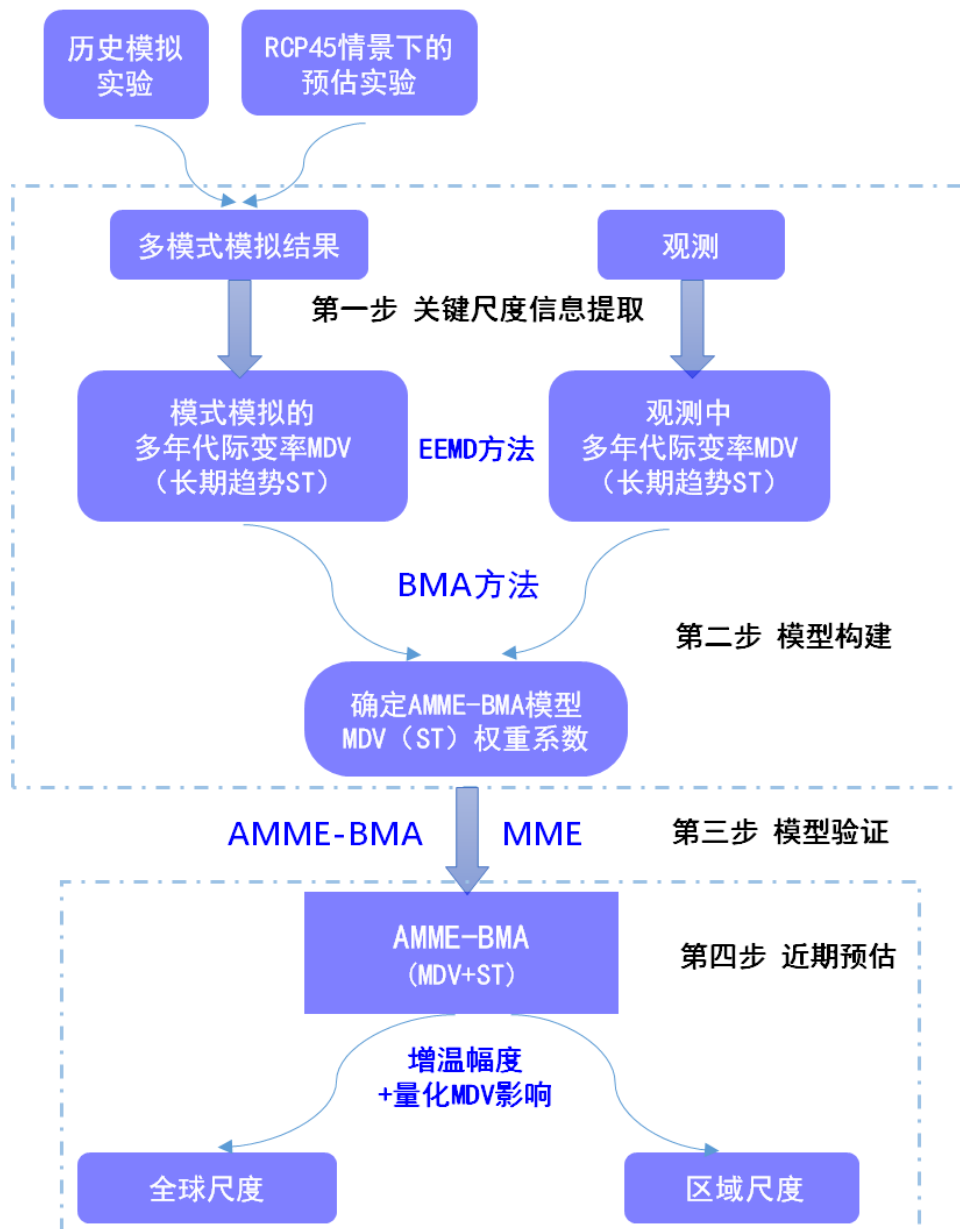 历史模拟
实验
RCP45情景下的
预估实验
多模式模拟结果
观测
第一步 关键尺度信息提取
模式模拟的
多年代际变率MDV
（长期趋势ST）
EEMD方法
观测中
多年代际变率MDV
（长期趋势ST）
BMA方法
第二步 模型构建
确定AMME-BMA模型
MDV（ST）权重系数
AMME-BMA
MME
第三步 模型验证
AMME-BMA
(MDV+ST)
第四步 近期预估
增温幅度
+量化MDV影响
全球尺度
区域尺度